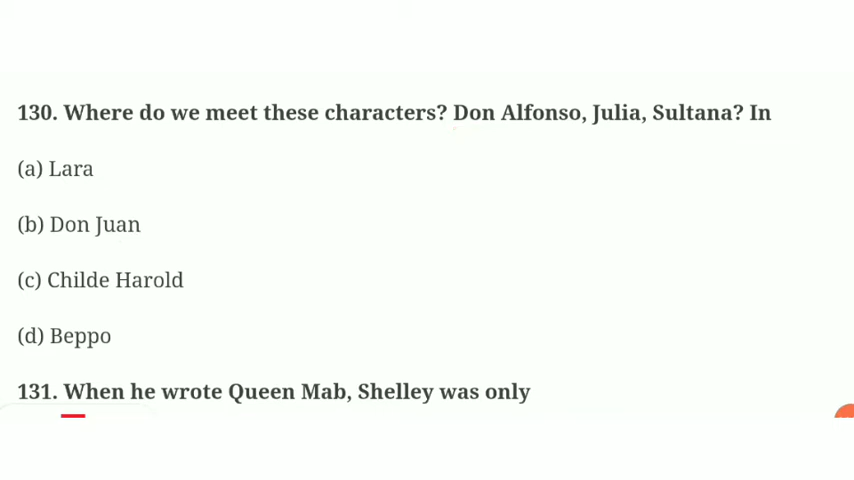 130. Where do we meet these characters? Don Alfonso, Julia, Sultana? In
(a) Lara
(b) Don Juan
(c) Childe Harold
(d) Beppo
131. When he wrote Queen Mab, Shelley was only